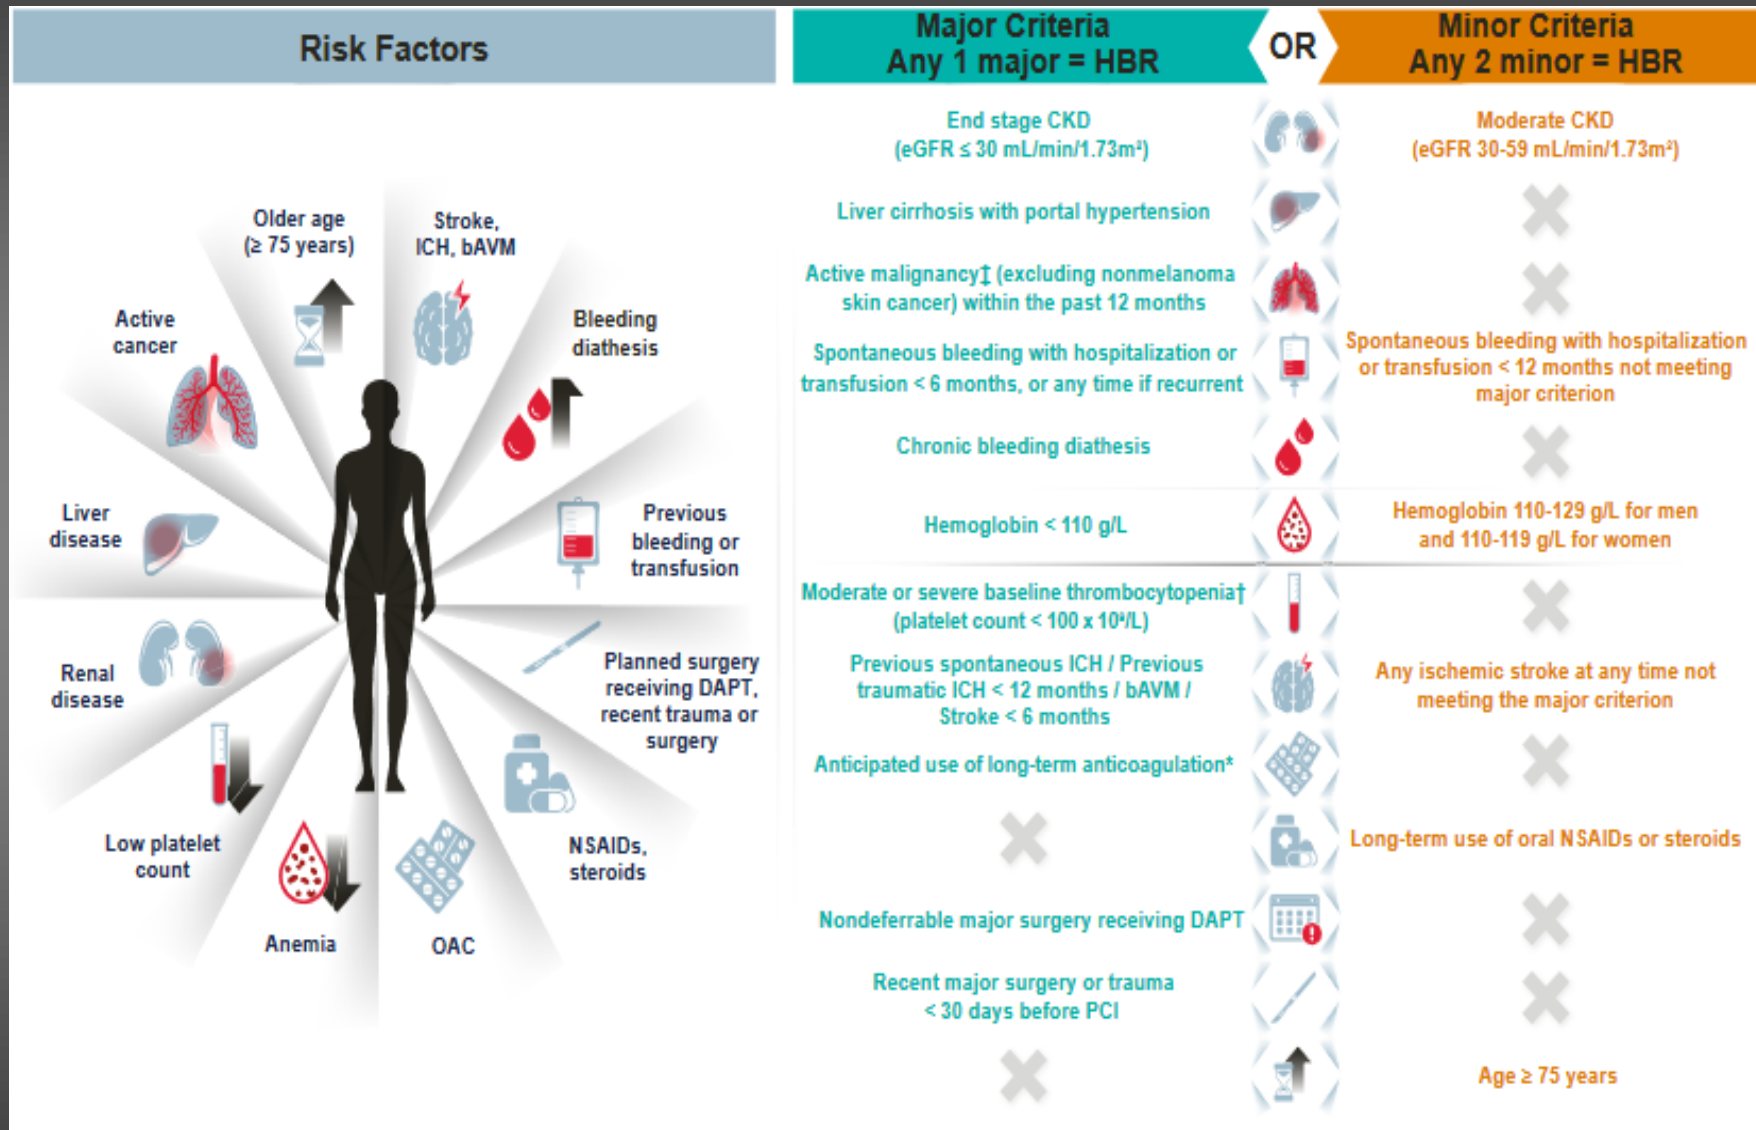 Risk Factors
Older age
(≥ 75 years)
Stroke,
ICH, bAVM
Bleeding
diathesis
Previous
bleeding or
transfusion
Planned surgery
receiving DAPT,
recent trauma or
surgery
NSAIDs,
steroids
OAC
Anemia
Low platelet
count
Renal
disease
Liver
disease
Active
cancer
Major Criteria
Any 1 major = HBR
OR
Minor Criteria
Any 2 minor = HBR
End stage CKD
(eGFR ≤ 30 mL/min/1.73m²)
Moderate CKD
(eGFR 30-59 mL/min/1.73m²)
Liver cirrhosis with portal hypertension
Active malignancy‡ (excluding nonmelanoma
skin cancer) within the past 12 months
Spontaneous bleeding with hospitalization or
transfusion < 6 months, or any time if recurrent
Spontaneous bleeding with hospitalization
or transfusion < 12 months not meeting
major criterion
Chronic bleeding diathesis
Hemoglobin < 110 g/L
Hemoglobin 110-129 g/L for men
and 110-119 g/L for women
Moderate or severe baseline thrombocytopenia†
(platelet count < 100 x 10⁹/L)
Previous spontaneous ICH / Previous
traumatic ICH < 12 months / bAVM /
Stroke < 6 months
Any ischemic stroke at any time not
meeting the major criterion
Anticipated use of long-term anticoagulation*
Long-term use of oral NSAIDs or steroids
Nondeferrable major surgery receiving DAPT
Recent major surgery or trauma
< 30 days before PCI
Age ≥ 75 years